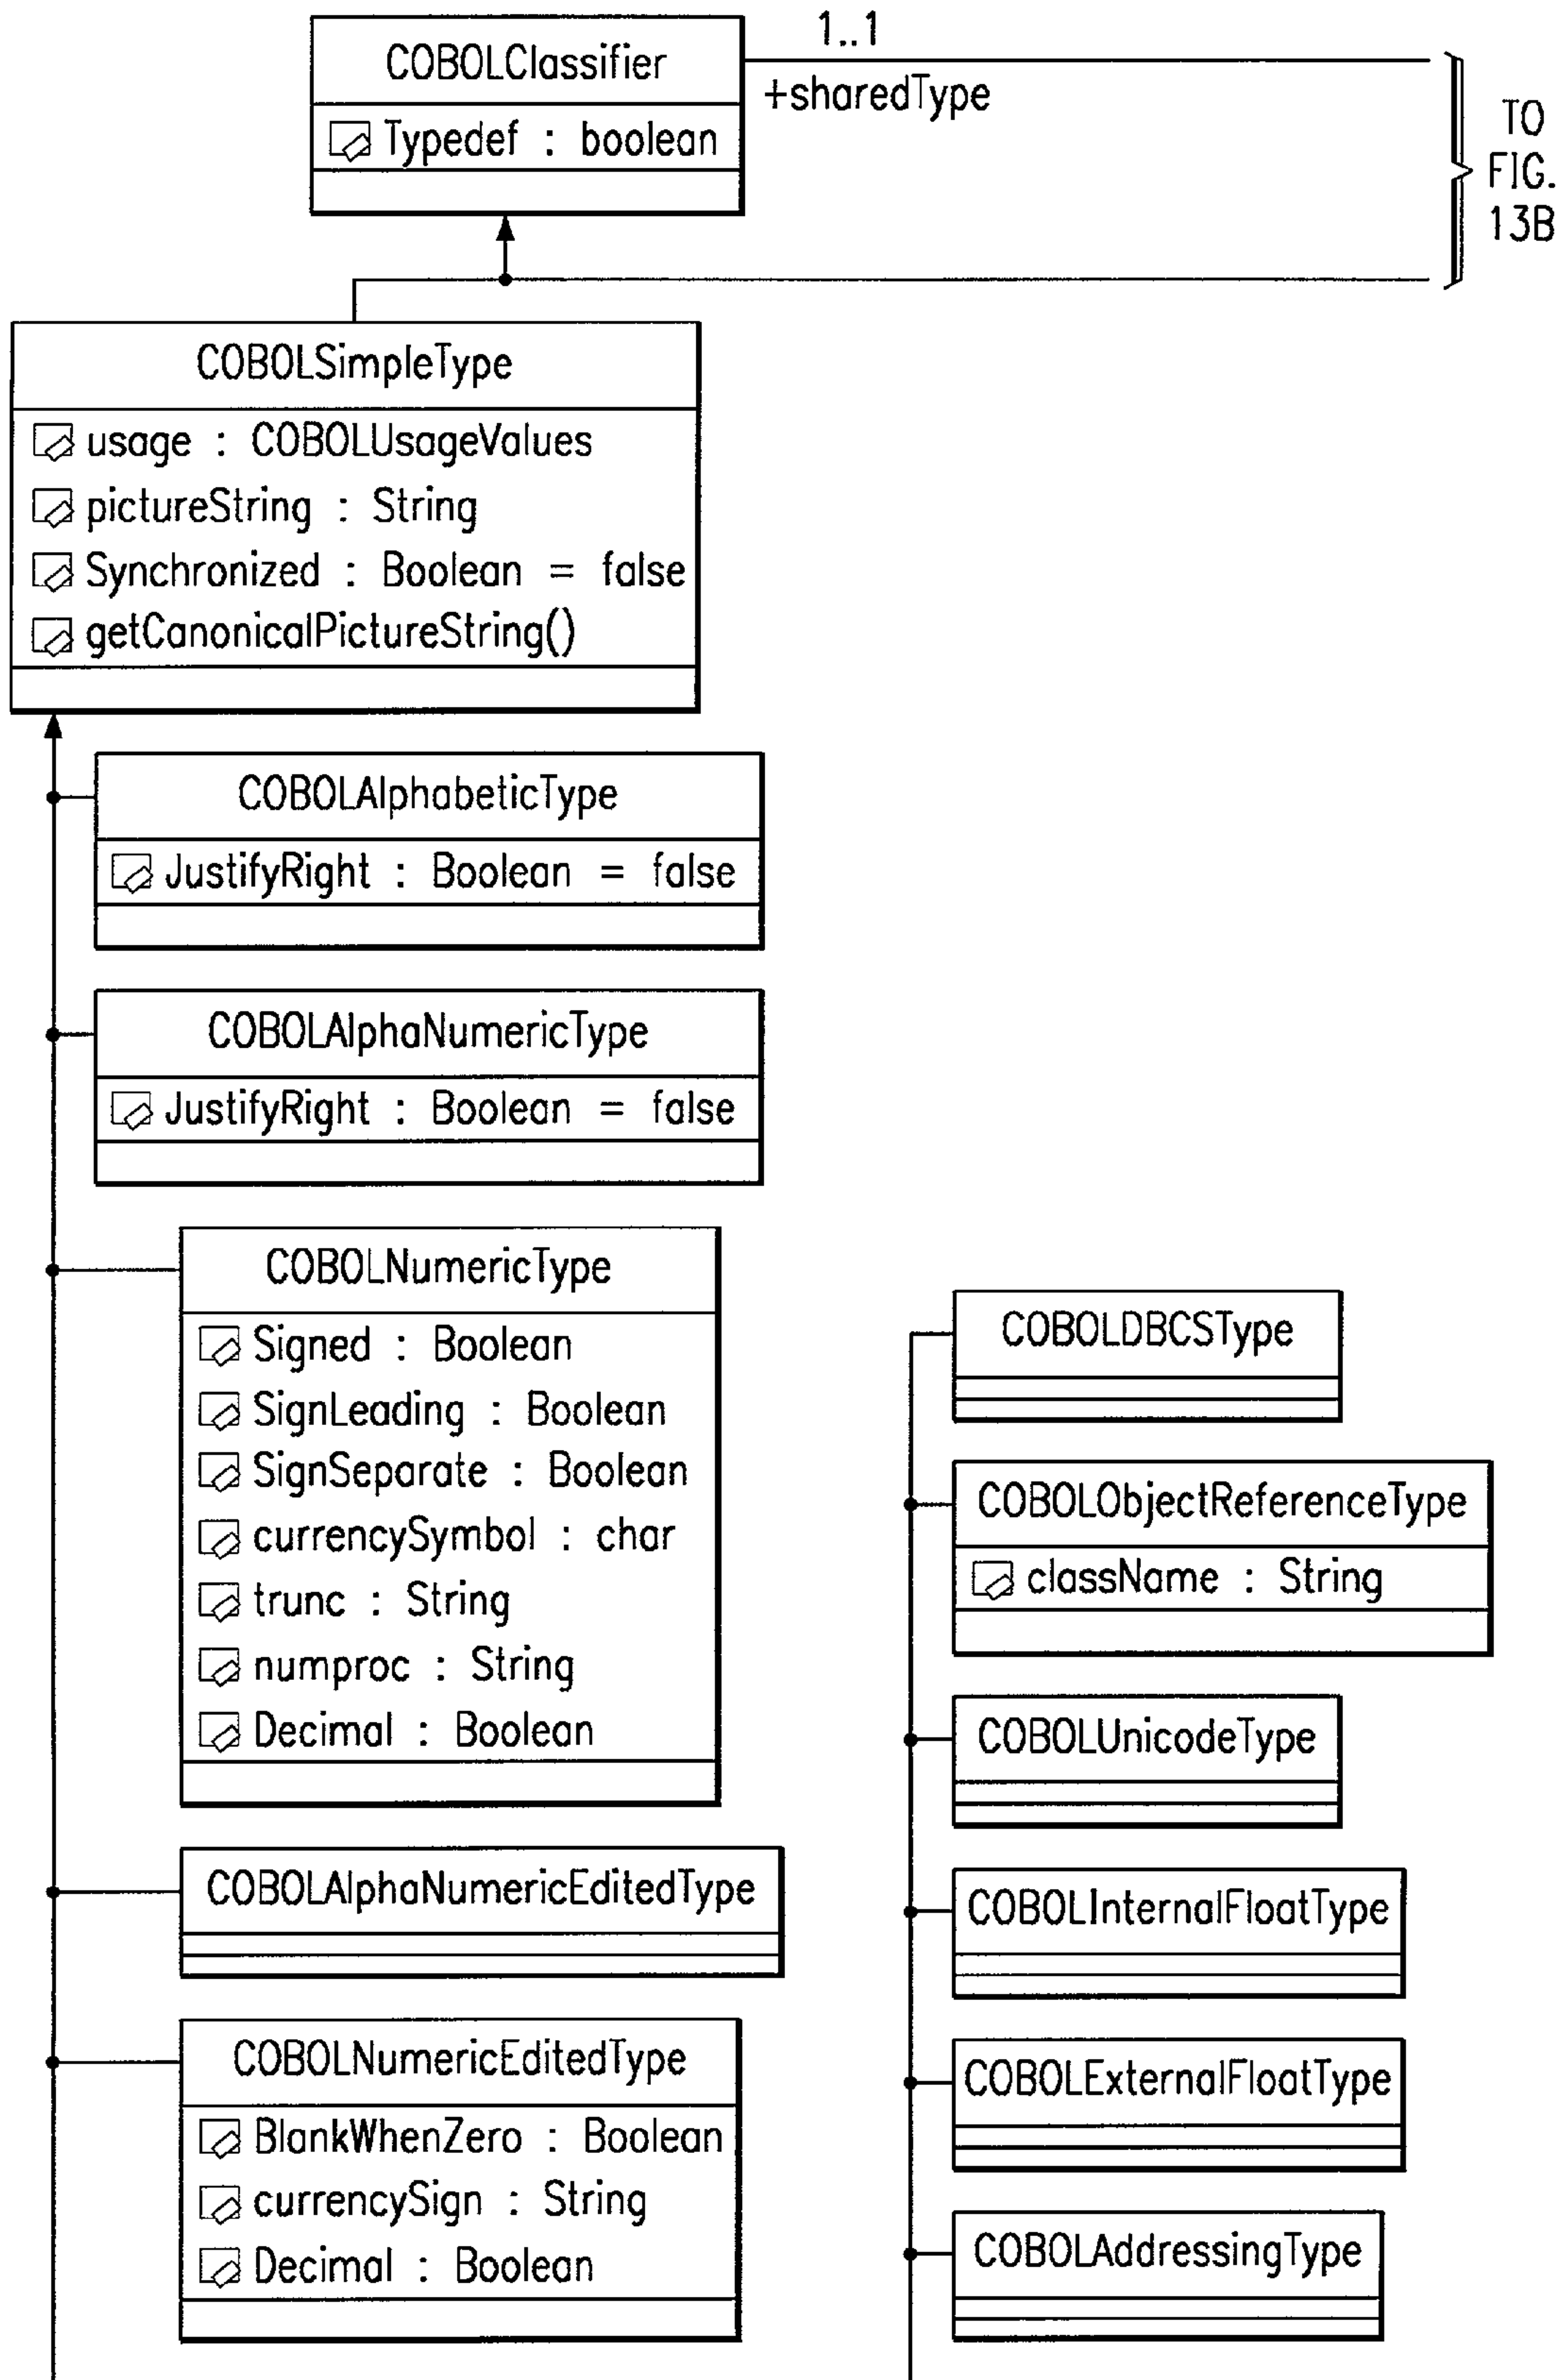 1..1
COBOLClassifier
+sharedType
Typedef : boolean
TO
FIG.
13B
COBOLSimpleType
usage : COBOLUsageValues
pictureString : String
Synchronized : Boolean = false
getCanonicalPictureString()
COBOLAlphabeticType
JustifyRight : Boolean = false
COBOLAlphaNumericType
JustifyRight : Boolean = false
COBOLNumericType
Signed : Boolean
SignLeading : Boolean
SignSeparate : Boolean
currencySymbol : char
trunc : String
numproc : String
Decimal : Boolean
COBOLAlphaNumericEditedType
COBOLNumericEditedType
BlankWhenZero : Boolean
currencySign : String
Decimal : Boolean
COBOLDBCSType
COBOLObjectReferenceType
className : String
COBOLUnicodeType
COBOLInternalFloatType
COBOLExternalFloatType
COBOLAddressingType